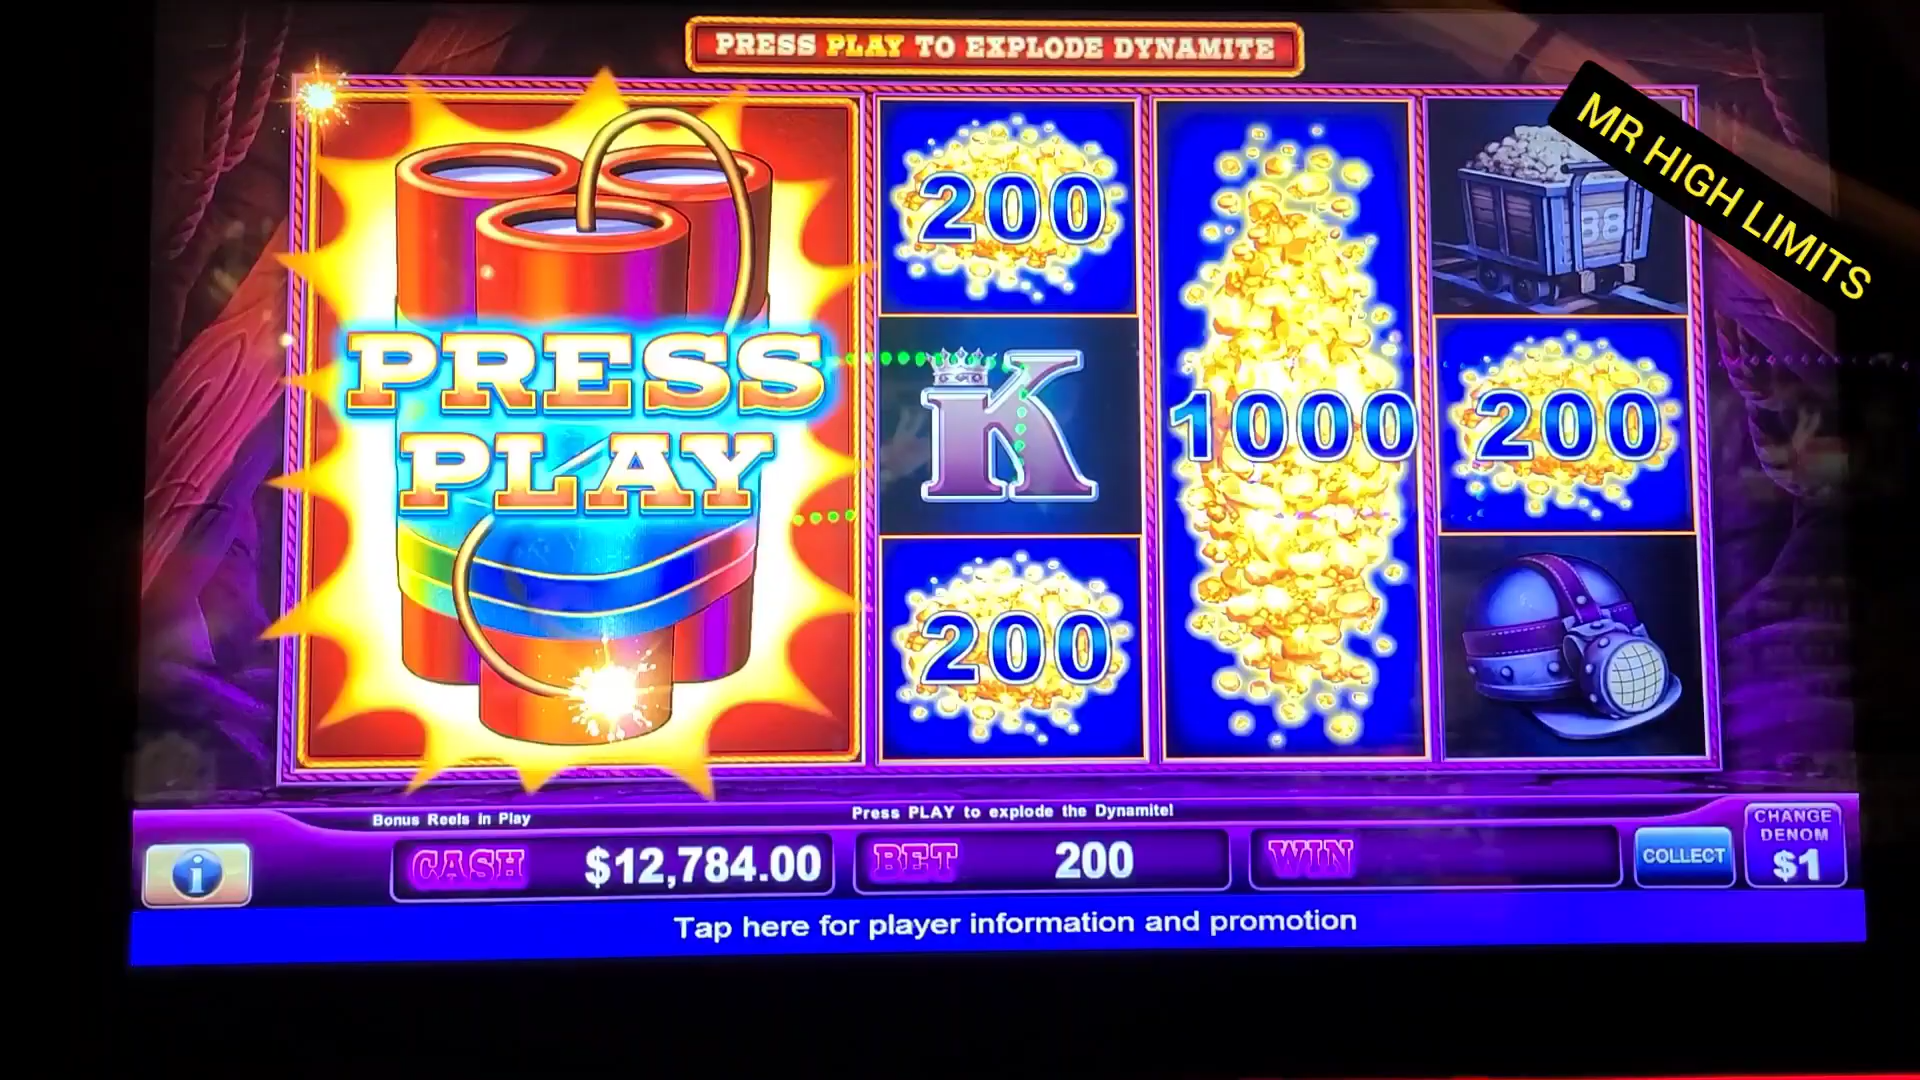 PRESS PLAY TO EXPLODE DYNAMITE
MR HIGH LIMITS
PRESS
PLAY
200
K
200
1000
88
200
Bonus Reels in Play
Press PLAY to explode the Dynamite!
i
CASH $12,784.00
BET 200
WIN
COLLECT
CHANGE
DENOM
$1
Tap here for player information and promotion